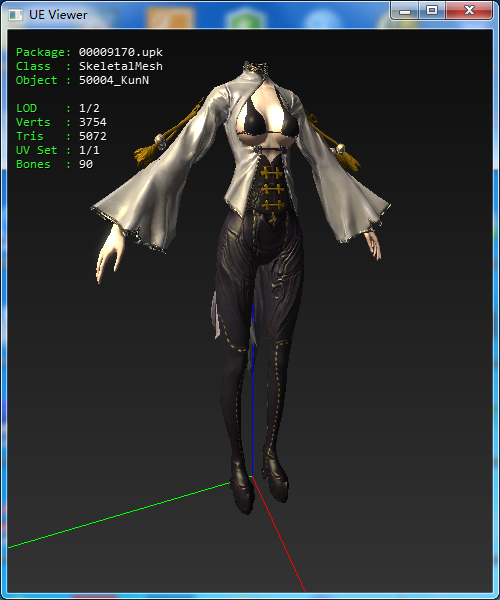 UE Viewer
Package: 00009170.upk
Class : SkeletalMesh
Object : 50004_KunN
LOD : 1/2
Verts : 3754
Tris : 5072
UV Set : 1/1
Bones : 90